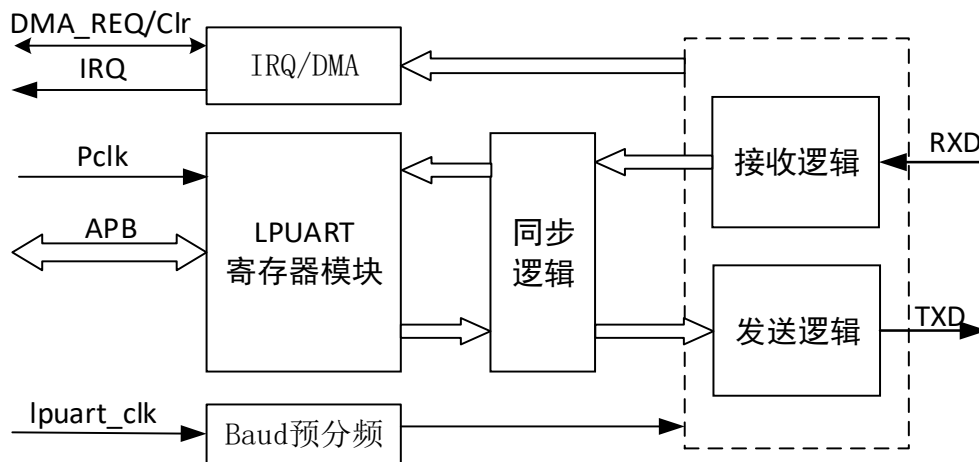 DMA_REQ/Clr
IRQ
IRQ/DMA
Pclk
APB
LPUART
寄存器模块
同步
逻辑
接收逻辑
RXD
发送逻辑
TXD
lpuart_clk
Baud预分频